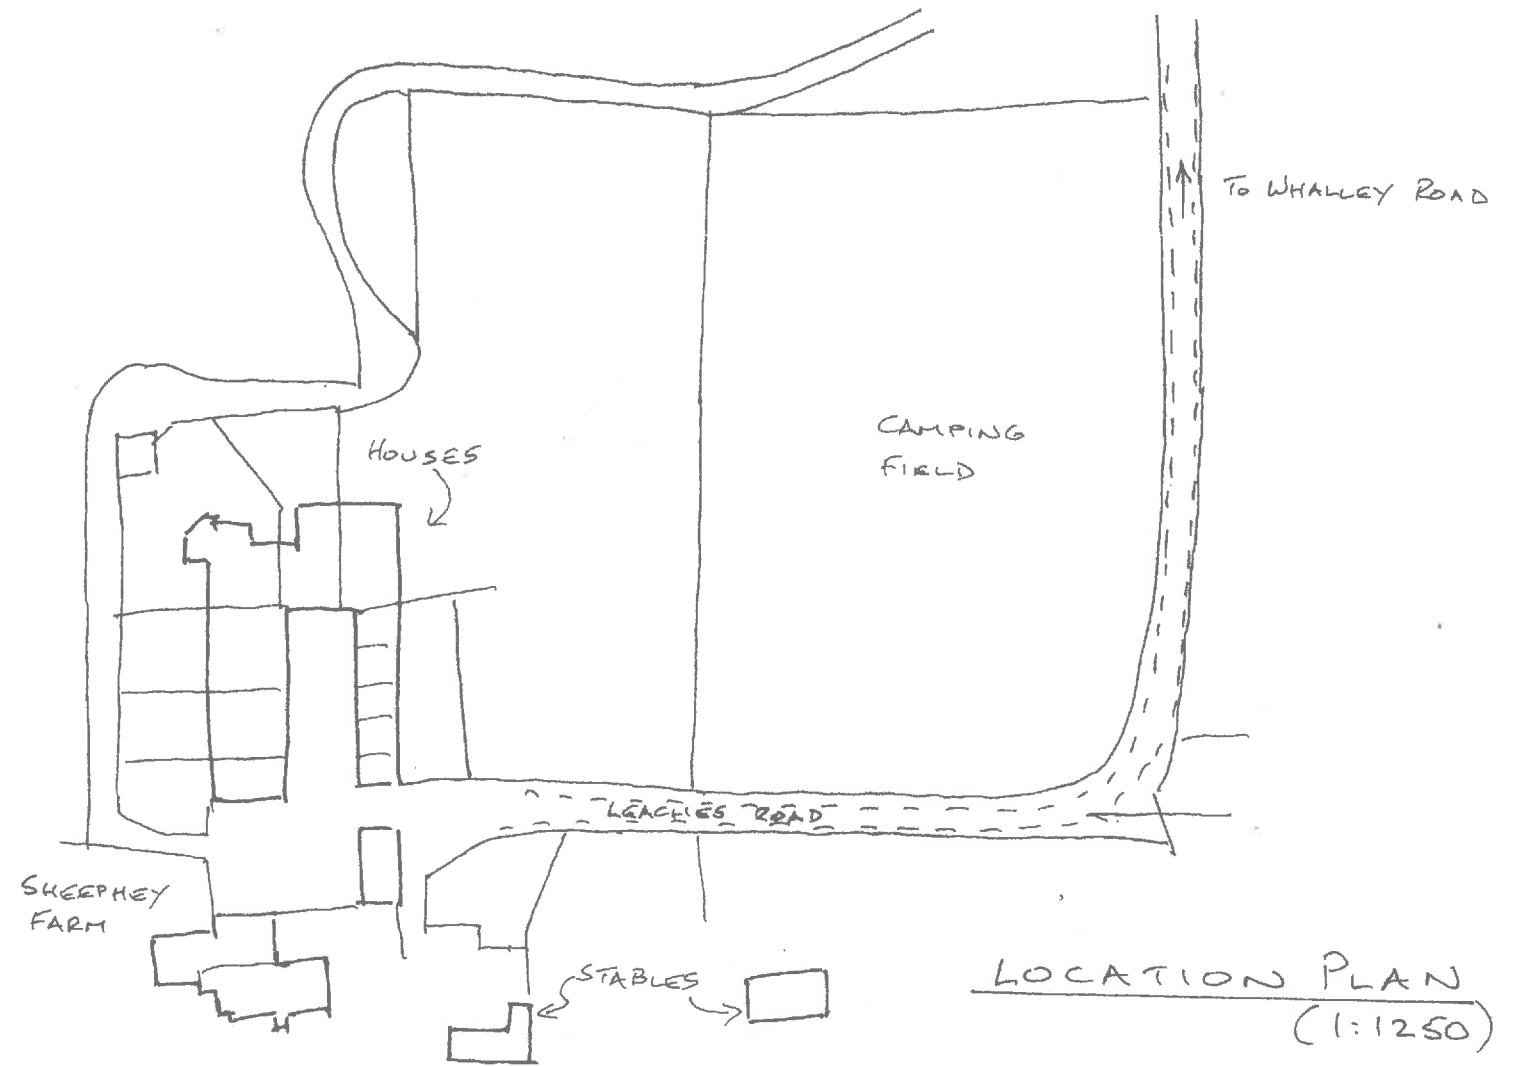 To WHALLEY ROAD
CAMPING
FIELD
HOUSES
LEACHES ROAD
SHEEPHEY
FARM
STABLES
LOCATION PLAN
(1:1250)